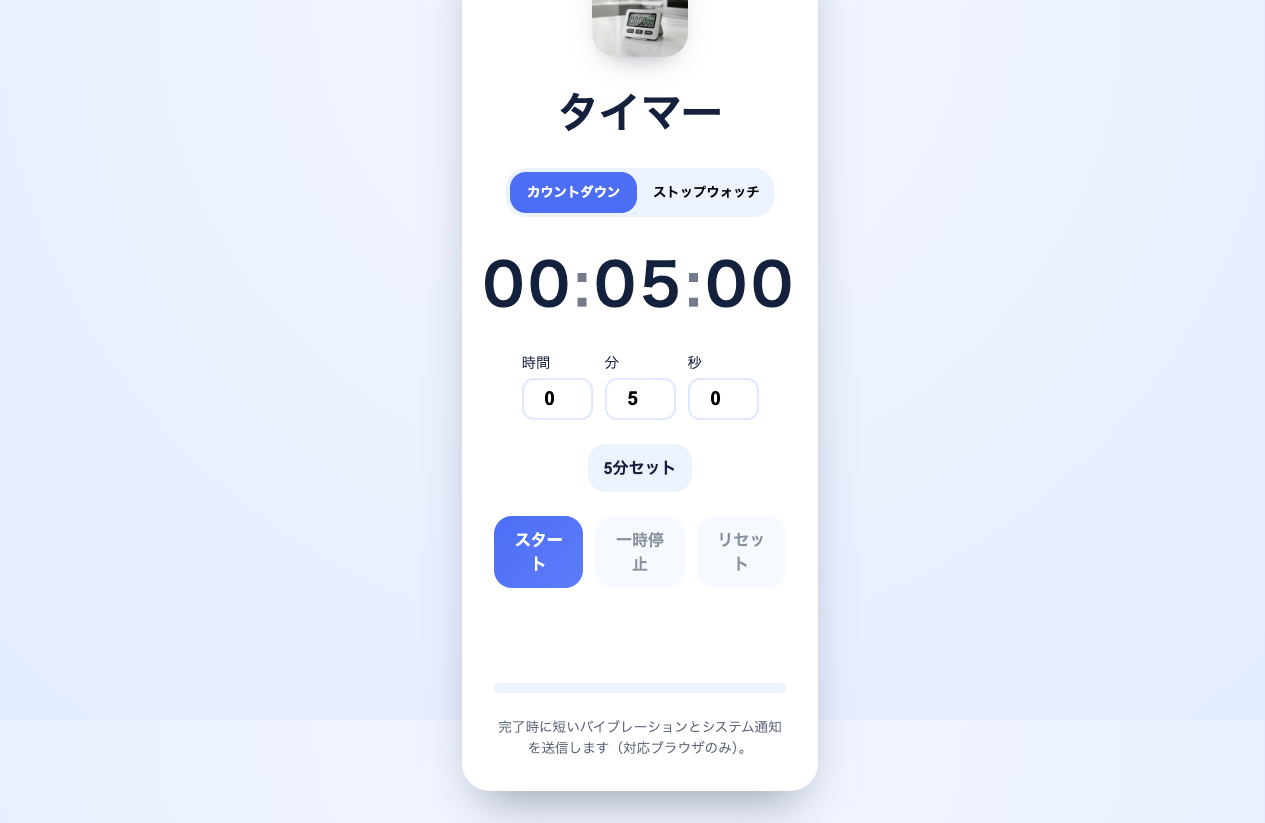 タイマー
カウントダウン ストップウォッチ
00:05:00
時間 分 秒
0 5 0
5分セット
スター 一時停 リセッ
ト 止 ト
完了時に短いバイブレーションとシステム通知
を送信します（対応ブラウザのみ）。